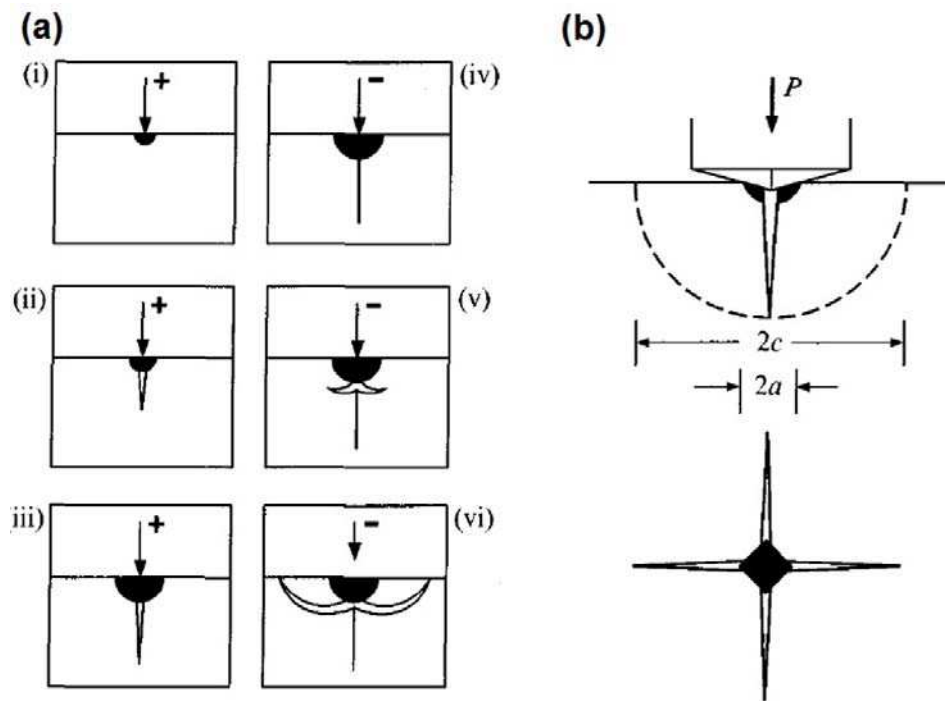 (a)
(i) + - (iv)
(ii) + - (v)
iii) + - (vi)
(b)
P
2c
2a